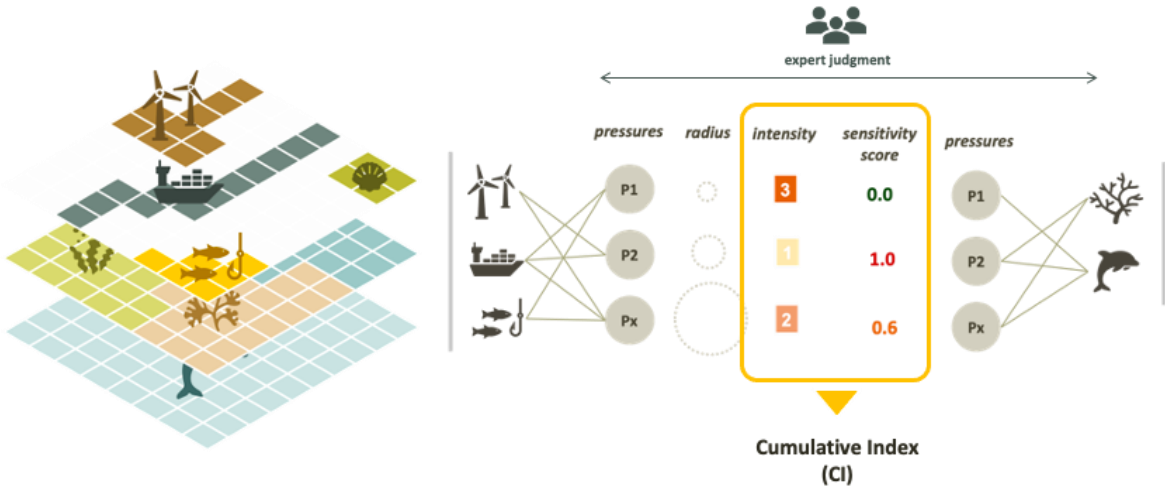 expert judgment
pressures
radius
intensity
sensitivity
score
pressures
P1
3
0.0
P1
P2
1
1.0
P2
Px
2
0.6
Px
Cumulative Index
(CI)